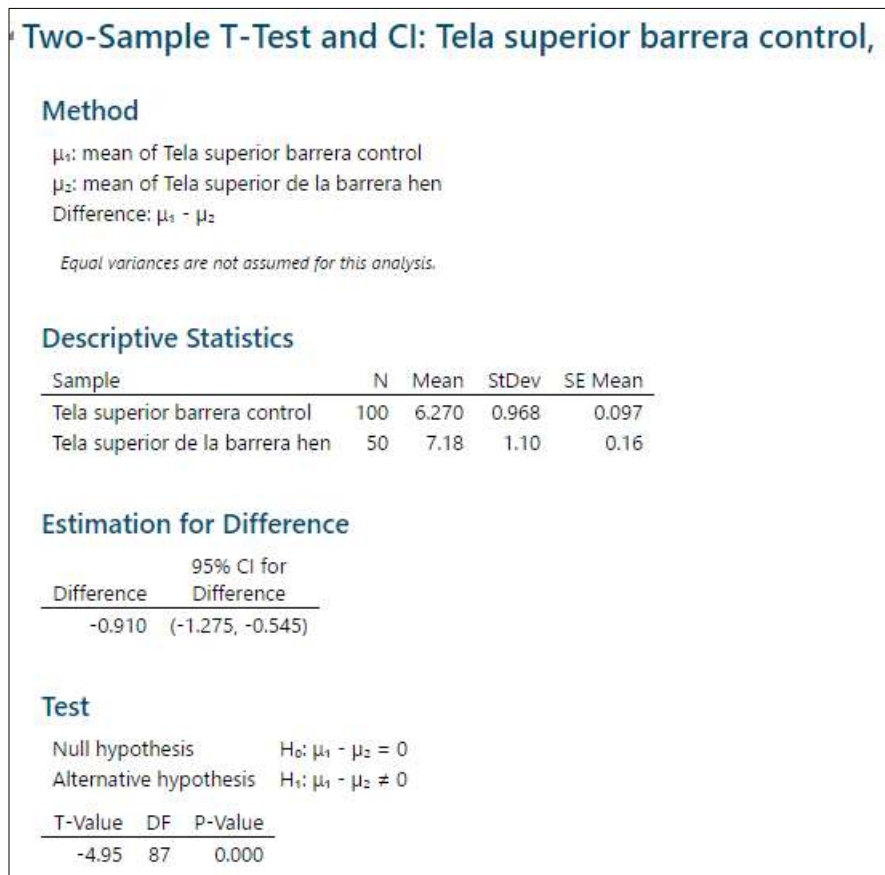 Two-Sample T-Test and CI: Tela superior barrera control,
Method
μ₁: mean of Tela superior barrera control
μ₂: mean of Tela superior de la barrera hen
Difference: μ₁ - μ₂
Equal variances are not assumed for this analysis.
Descriptive Statistics
Sample N Mean StDev SE Mean
Tela superior barrera control 100 6.270 0.968 0.097
Tela superior de la barrera hen 50 7.18 1.10 0.16
Estimation for Difference
95% CI for
Difference Difference
-0.910 (-1.275, -0.545)
Test
Null hypothesis H₀: μ₁ - μ₂ = 0
Alternative hypothesis H₁: μ₁ - μ₂ ≠ 0
T-Value DF P-Value
-4.95 87 0.000